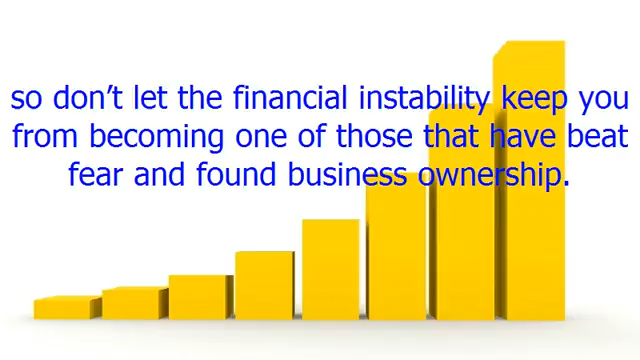 so don't let the financial instability keep you
from becoming one of those that have beat
fear and found business ownership.